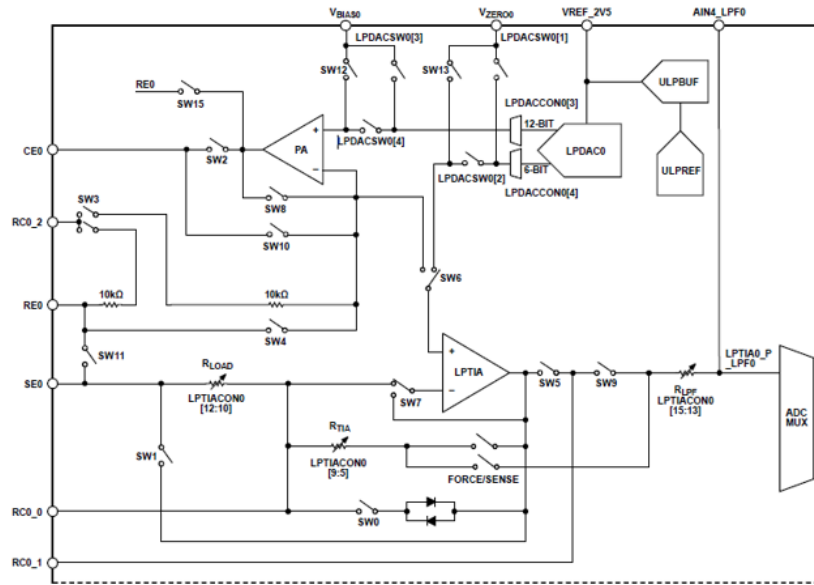 VBIAS0
VZERO0
VREF_2V5
AIN4_LPF0
LPDACSW0[3]
LPDACSW0[1]
SW12
SW13
RE0
SW15
ULPBUF
LPDACCON0[3]
12-BIT
PA
+
−
LPDACSW0[4]
LPDAC0
CE0
SW2
6-BIT
LPDACSW0[2]
LPDACCON0[4]
ULPREF
SW3
SW8
RC0_2
SW10
SW6
10kΩ
10kΩ
RE0
SW4
SW11
+
−
LPTIA
LPTIA0_P
_LPF0
RLOAD
SW5
SW9
SE0
LPTIACON0
[12:10]
SW7
RLPF
LPTIACON0
[15:13]
ADC
MUX
RTIA
SW1
LPTIACON0
[9:5]
FORCE/SENSE
RC0_0
SW0
RC0_1